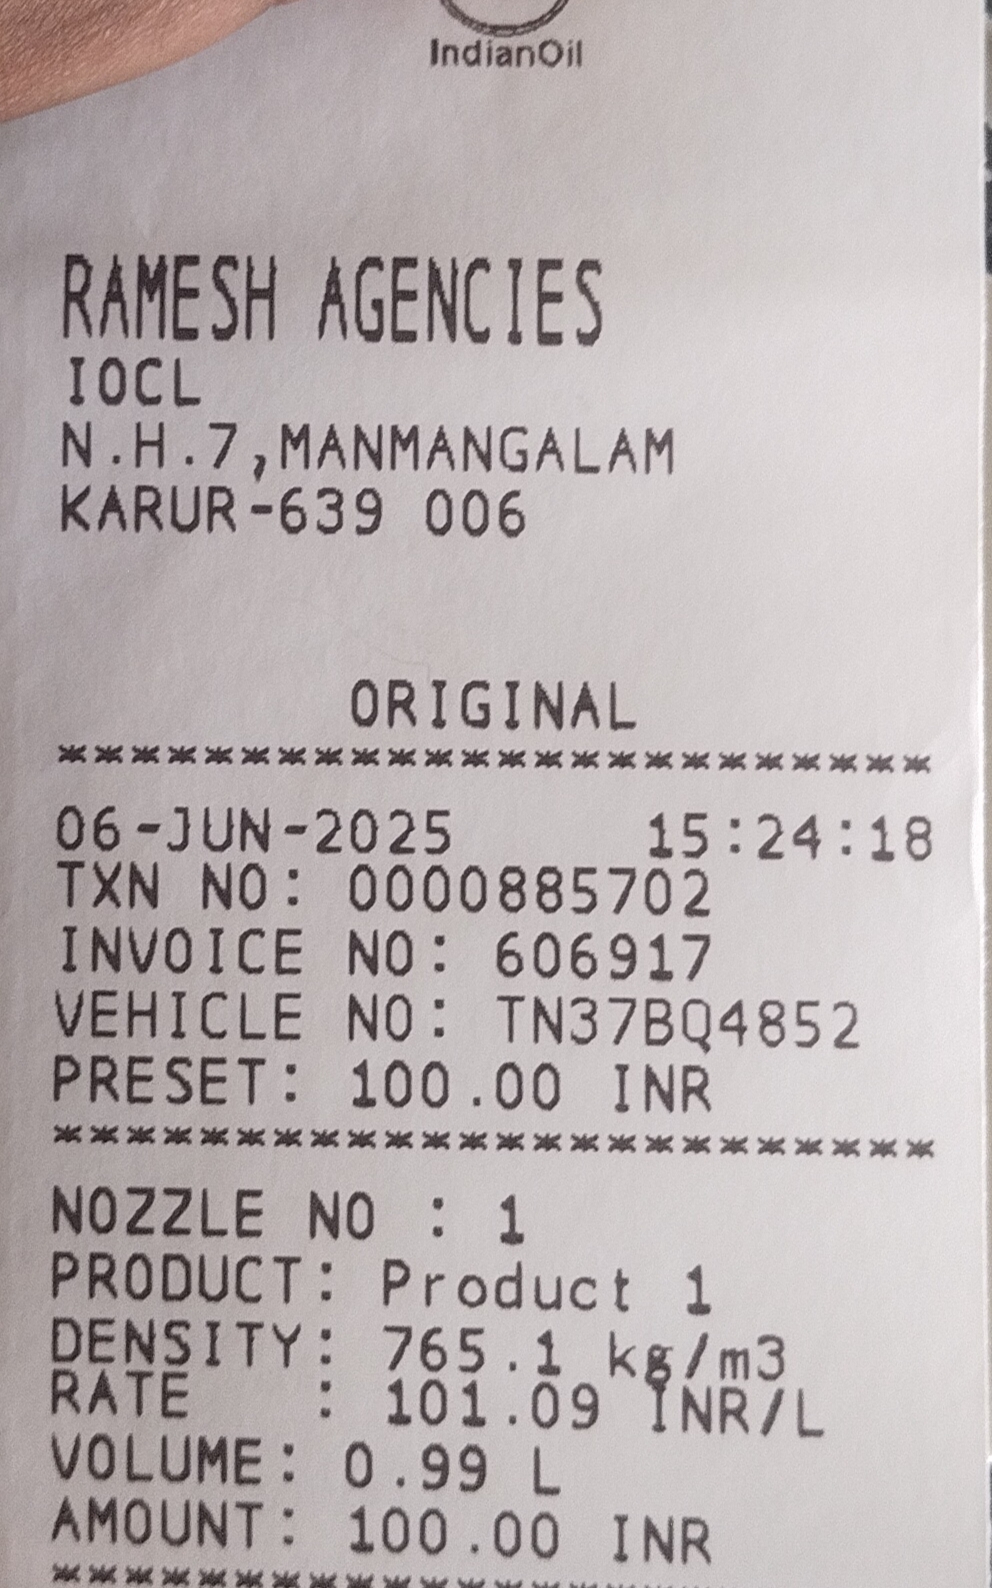 IndianOil
RAMESH AGENCIES
IOCL
N.H.7,MANMANGALAM
KARUR-639 006
ORIGINAL
************************
06-JUN-2025 15:24:18
TXN NO: 0000885702
INVOICE NO: 606917
VEHICLE NO: TN37BQ4852
PRESET: 100.00 INR
************************
NOZZLE NO : 1
PRODUCT: Product 1
DENSITY: 765.1 kg/m3
RATE   : 101.09 INR/L
VOLUME: 0.99 L
AMOUNT: 100.00 INR
************************